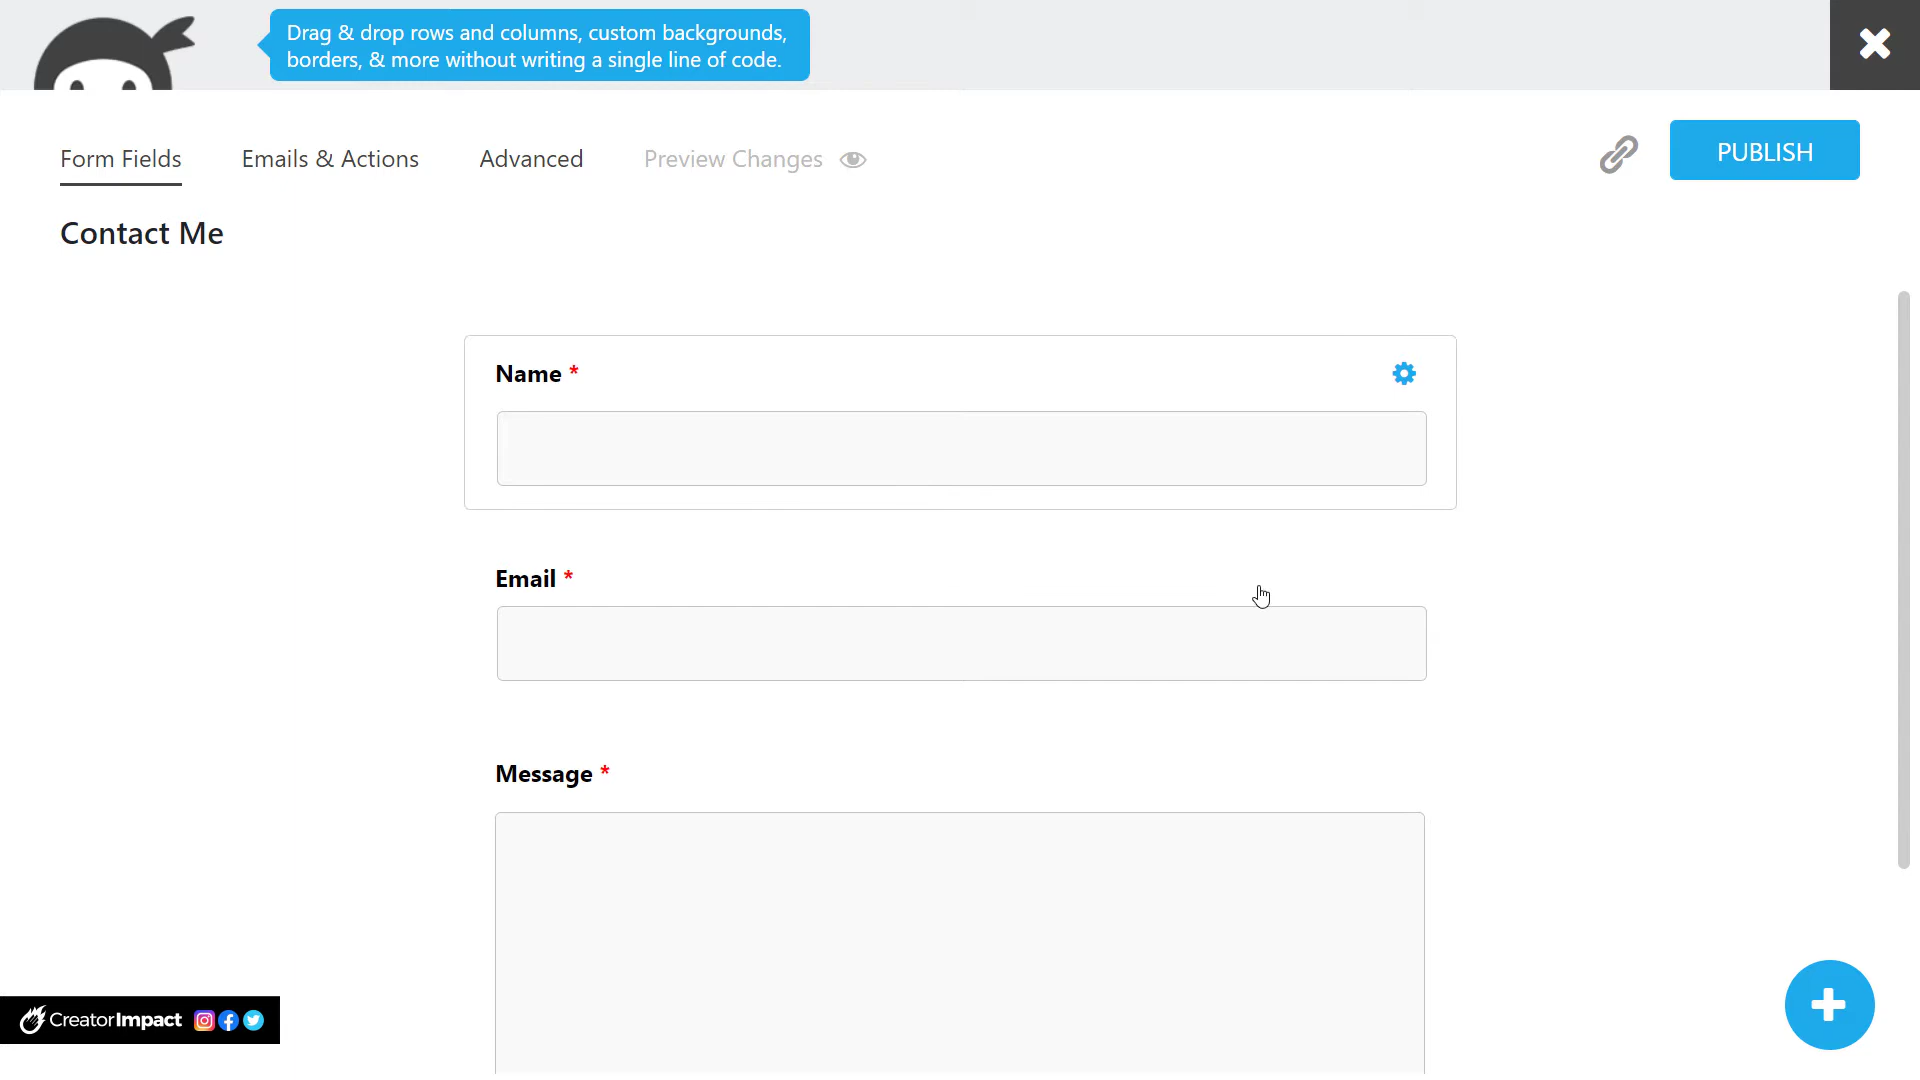 Drag & drop rows and columns, custom backgrounds,
borders, & more without writing a single line of code.
Form Fields
Emails & Actions
Advanced
Preview Changes
PUBLISH
Contact Me
Name *
Email *
Message *
CreatorImpact